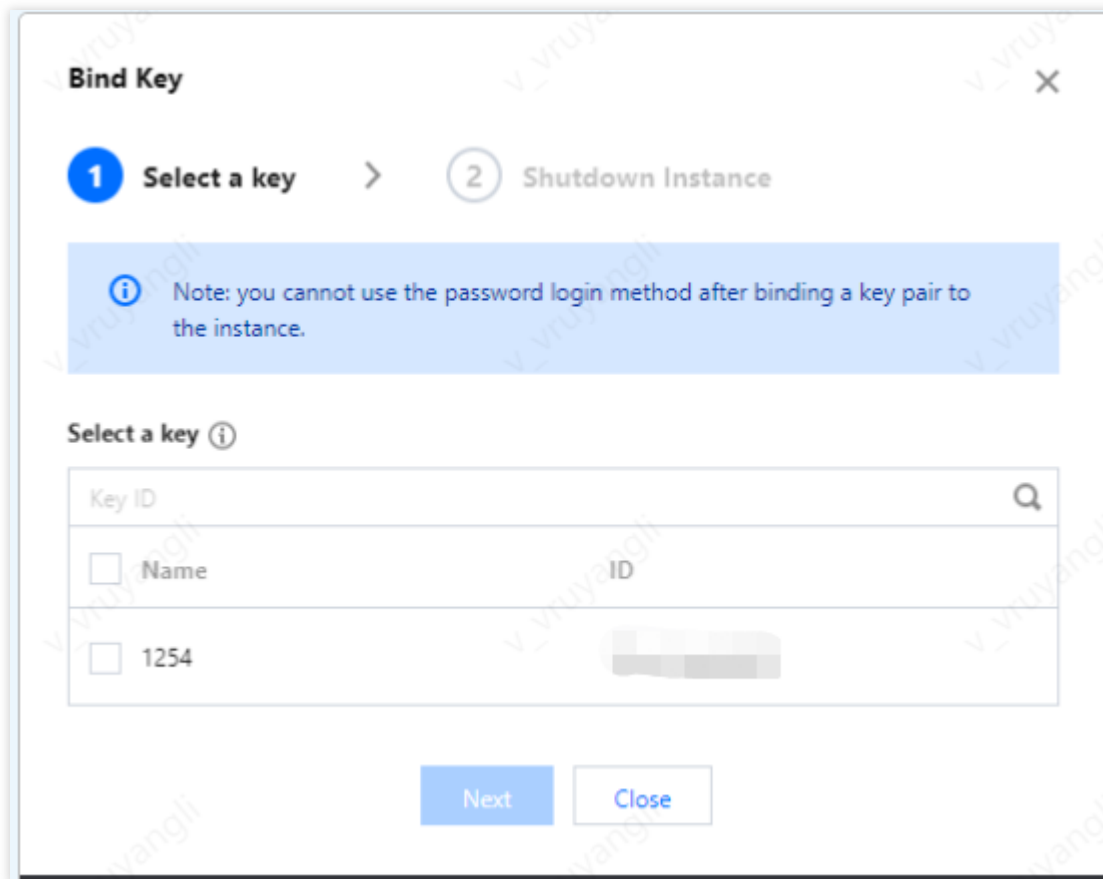 Bind Key
1 Select a key > 2 Shutdown Instance
Note: you cannot use the password login method after binding a key pair to
the instance.
Select a key
Key ID
Name ID
1254
Next Close
v_vruyangli